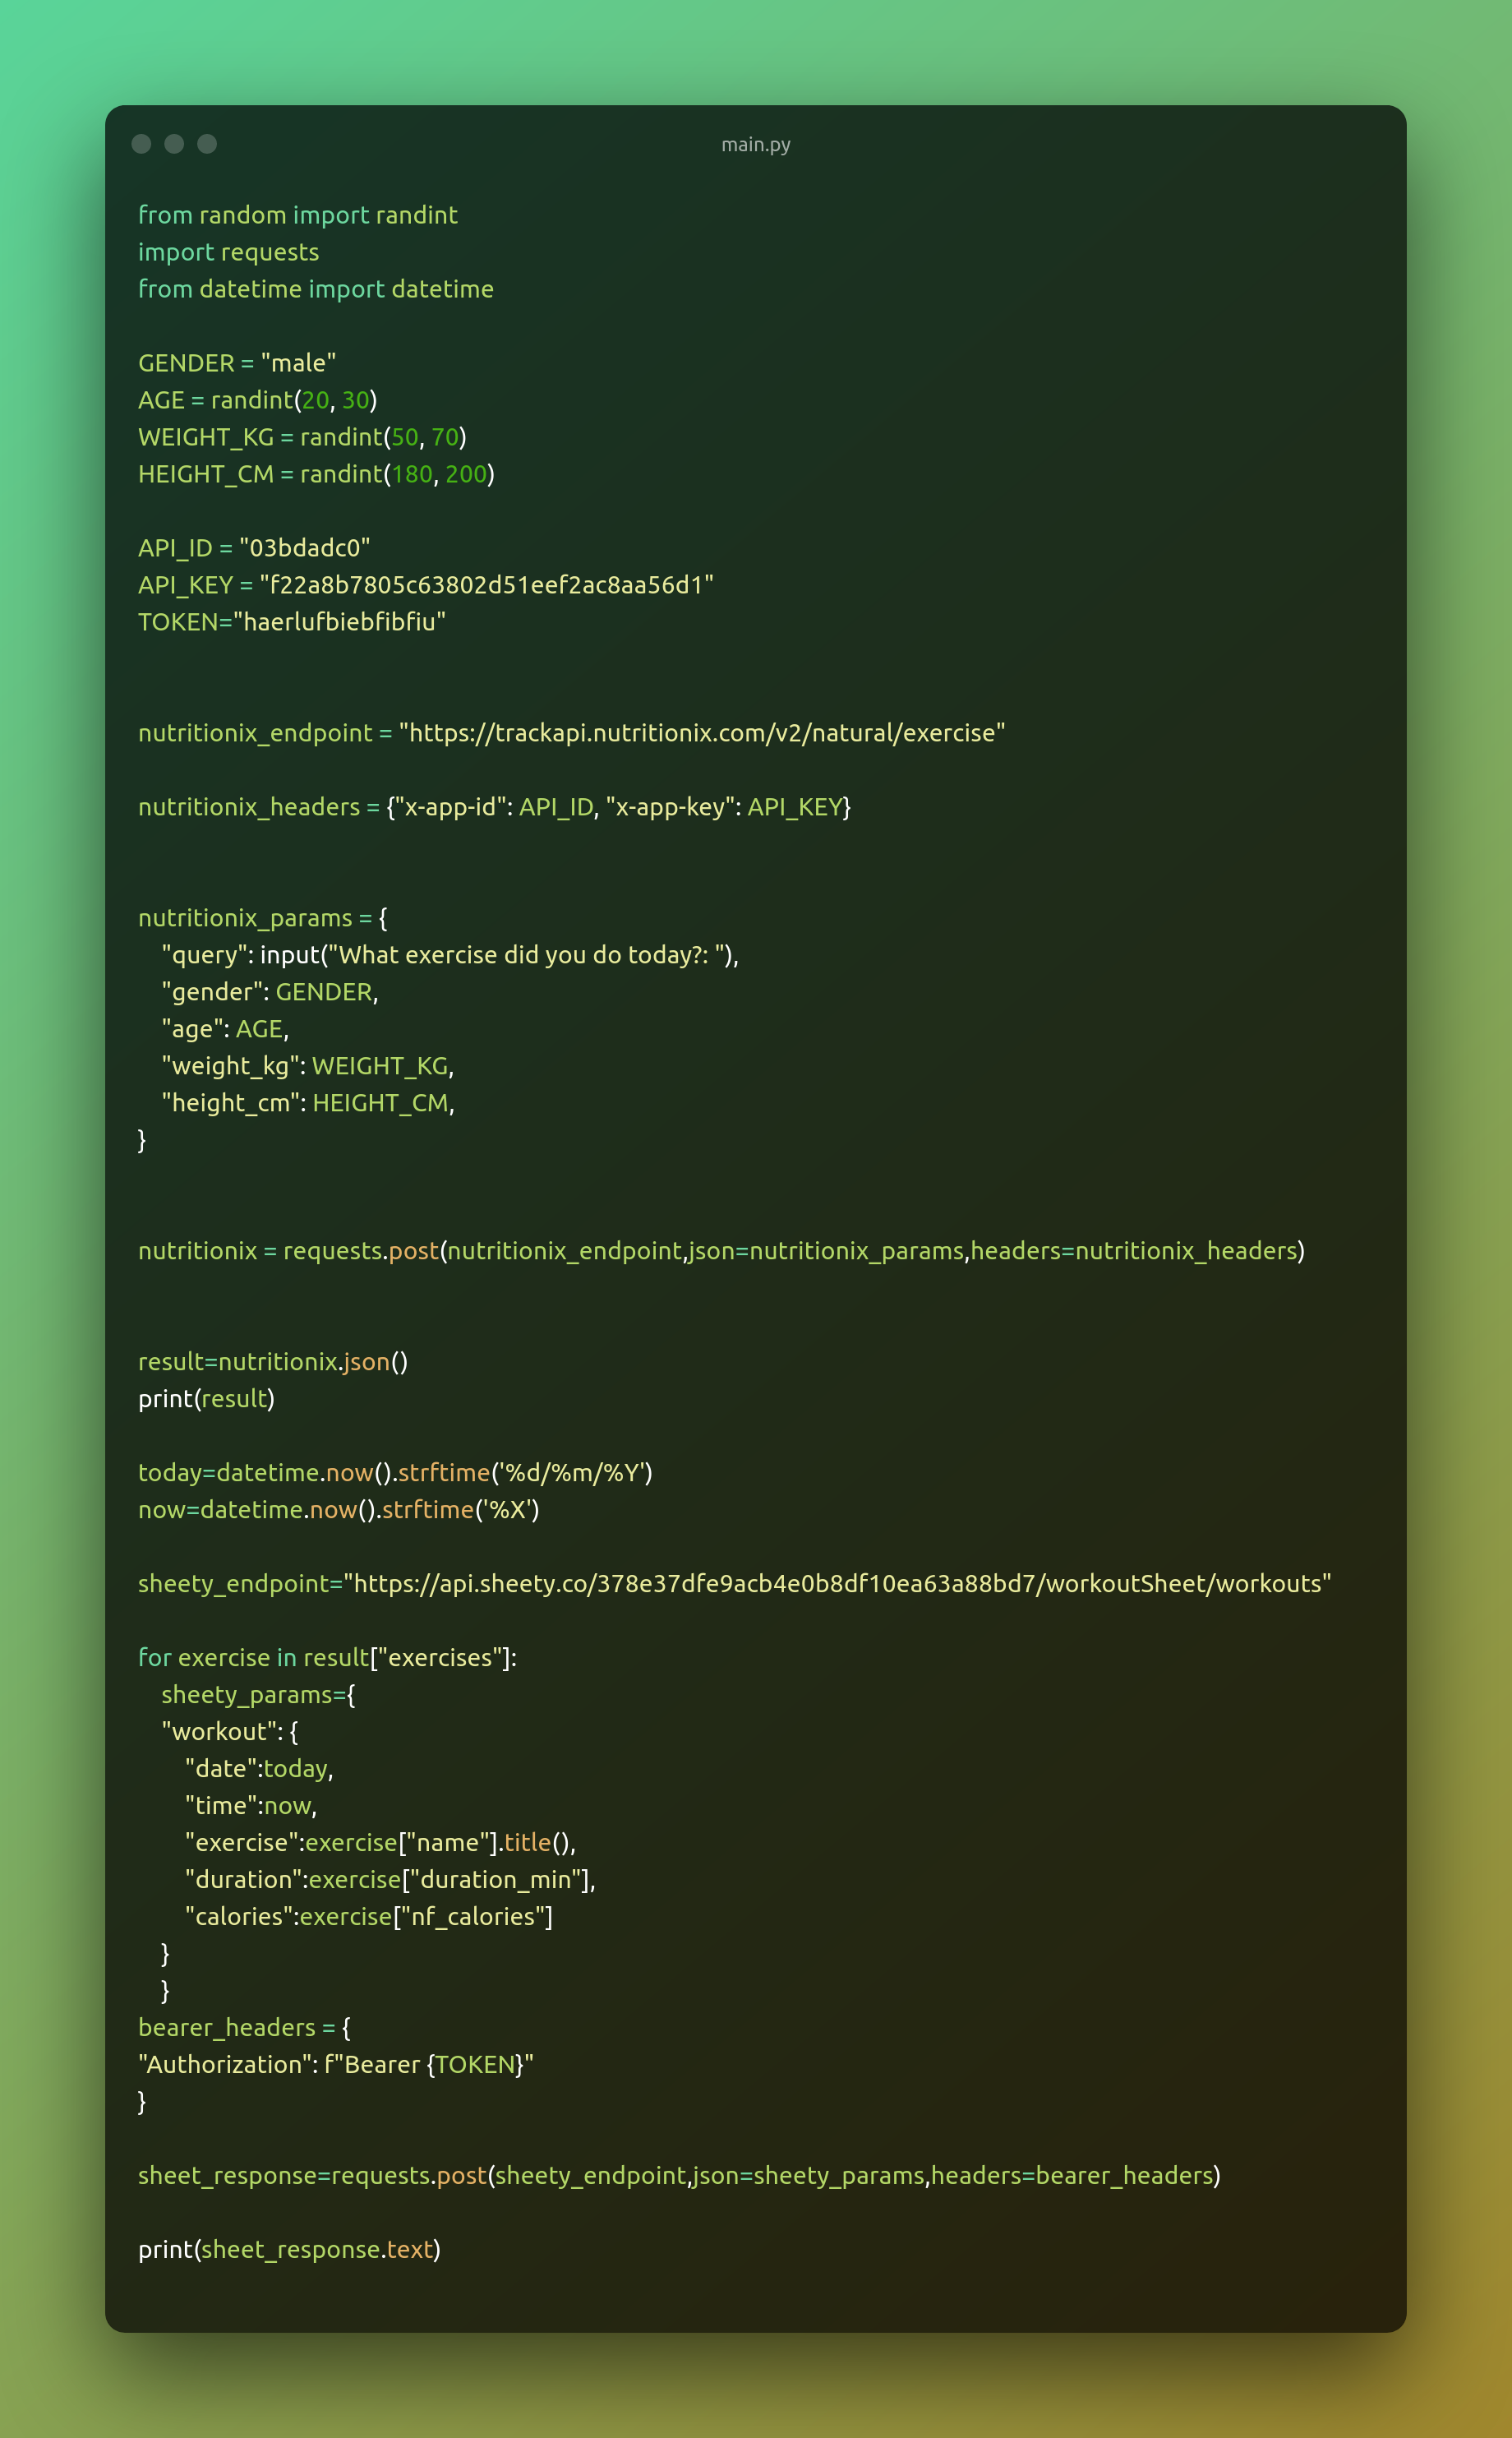 main.py
from random import randint
import requests
from datetime import datetime
GENDER = "male"
AGE = randint(20, 30)
WEIGHT_KG = randint(50, 70)
HEIGHT_CM = randint(180, 200)
API_ID = "03bdadc0"
API_KEY = "f22a8b7805c63802d51eef2ac8aa56d1"
TOKEN="haerlufbiebfibfiu"
nutritionix_endpoint = "https://trackapi.nutritionix.com/v2/natural/exercise"
nutritionix_headers = {"x-app-id": API_ID, "x-app-key": API_KEY}
nutritionix_params = {
    "query": input("What exercise did you do today?: "),
    "gender": GENDER,
    "age": AGE,
    "weight_kg": WEIGHT_KG,
    "height_cm": HEIGHT_CM,
}
nutritionix = requests.post(nutritionix_endpoint,json=nutritionix_params,headers=nutritionix_headers)
result=nutritionix.json()
print(result)
today=datetime.now().strftime('%d/%m/%Y')
now=datetime.now().strftime('%X')
sheety_endpoint="https://api.sheety.co/378e37dfe9acb4e0b8df10ea63a88bd7/workoutSheet/workouts"
for exercise in result["exercises"]:
    sheety_params={
    "workout": {
        "date":today,
        "time":now,
        "exercise":exercise["name"].title(),
        "duration":exercise["duration_min"],
        "calories":exercise["nf_calories"]
    }
    }
bearer_headers = {
"Authorization": f"Bearer {TOKEN}"
}
sheet_response=requests.post(sheety_endpoint,json=sheety_params,headers=bearer_headers)
print(sheet_response.text)